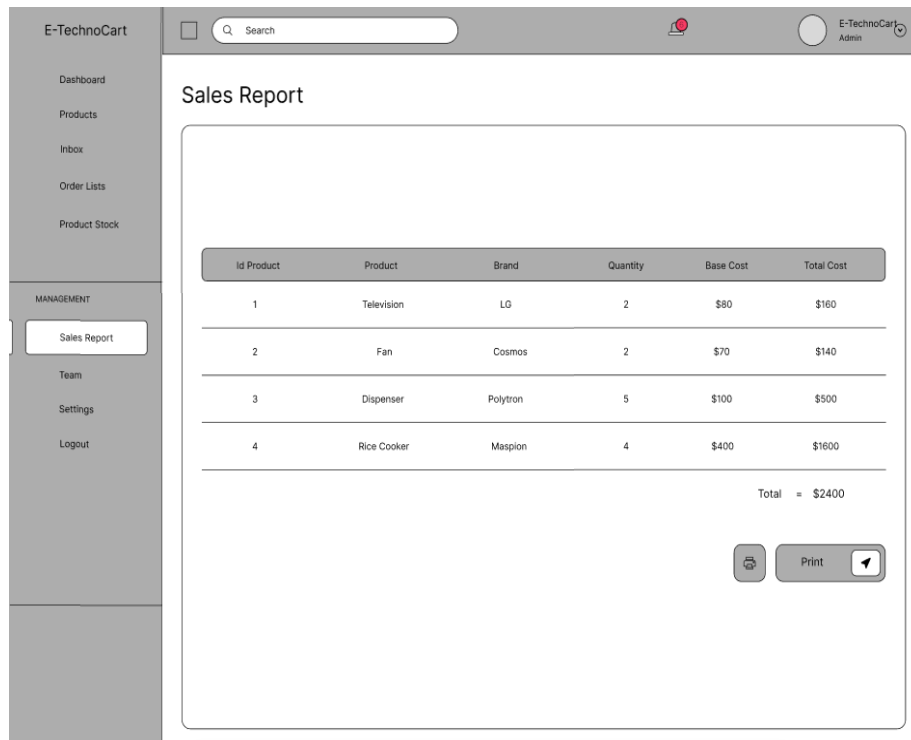 E-TechnoCart
Search
E-TechnoCart
Admin
Dashboard
Products
Inbox
Order Lists
Product Stock
MANAGEMENT
Sales Report
Team
Settings
Logout
Sales Report
Id Product Product Brand Quantity Base Cost Total Cost
1 Television LG 2 $80 $160
2 Fan Cosmos 2 $70 $140
3 Dispenser Polytron 5 $100 $500
4 Rice Cooker Maspion 4 $400 $1600
Total = $2400
Print